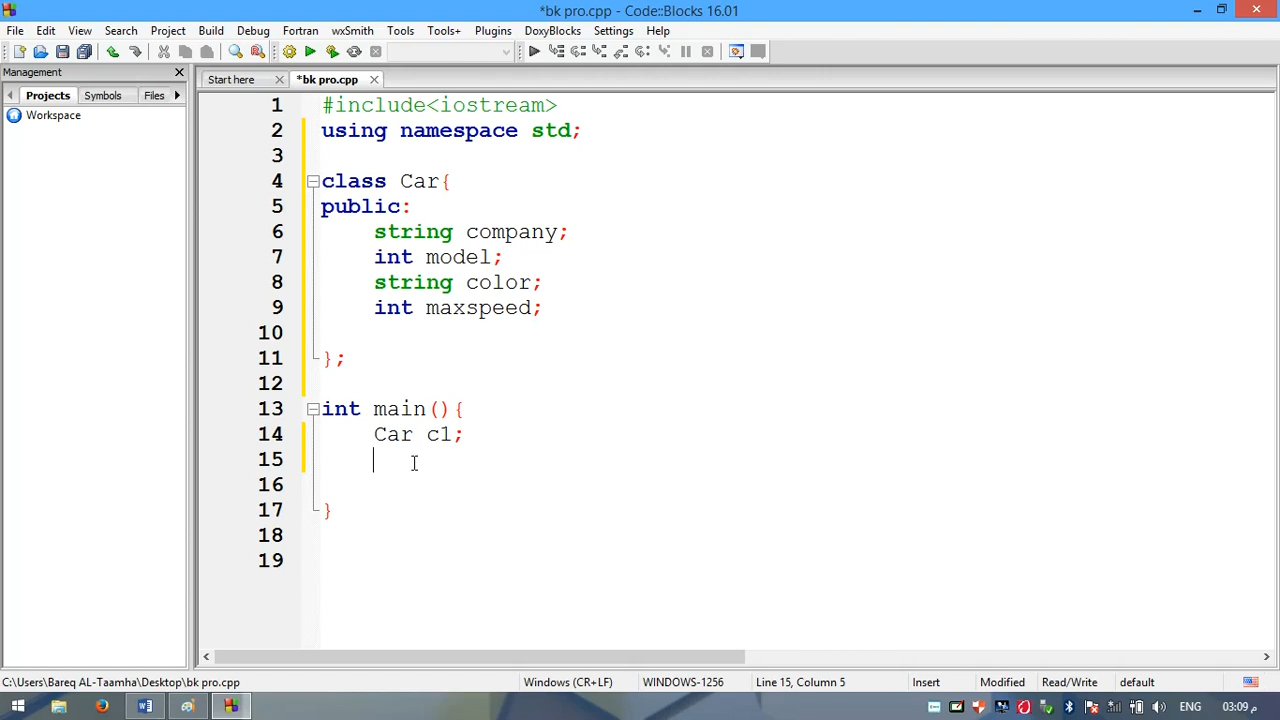 *bk pro.cpp - Code::Blocks 16.01
File Edit View Search Project Build Debug Fortran wxSmith Tools Tools+ Plugins DoxyBlocks Settings Help
Management
Start here *bk pro.cpp
Projects Symbols Files
Workspace
1 #include<iostream>
2 using namespace std;
3
4 class Car{
5 public:
6 string company;
7 int model;
8 string color;
9 int maxspeed;
10
11 };
12
13 int main(){
14 Car c1;
15
16
17 }
18
19
C:\Users\Bareq AL-Taamha\Desktop\bk pro.cpp Windows (CR+LF) WINDOWS-1256 Line 15, Column 5 Insert Modified Read/Write default
ENG 03:09 م